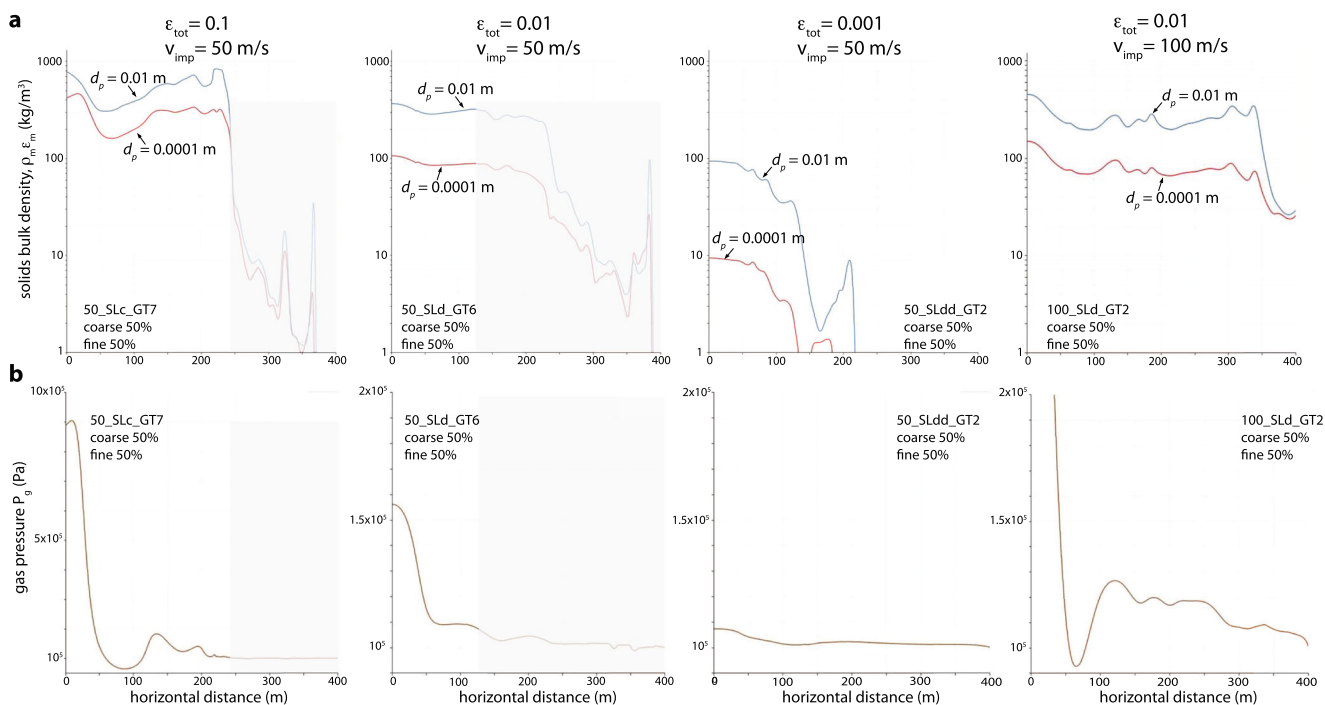 a
ε_tot = 0.1
v_imp = 50 m/s
ε_tot = 0.01
v_imp = 50 m/s
ε_tot = 0.001
v_imp = 50 m/s
ε_tot = 0.01
v_imp = 100 m/s
solids bulk density, ρ_m ε_m (kg/m³)
1000
100
10
1
d_p = 0.01 m
d_p = 0.0001 m
50_SLc_GT7
coarse 50%
fine 50%
0 100 200 300 400
1000
100
10
1
d_p = 0.01 m
d_p = 0.0001 m
50_SLd_GT6
coarse 50%
fine 50%
0 100 200 300 400
1000
100
10
1
d_p = 0.01 m
d_p = 0.0001 m
50_SLdd_GT2
coarse 50%
fine 50%
0 100 200 300 400
1000
100
10
1
d_p = 0.01 m
d_p = 0.0001 m
100_SLd_GT2
coarse 50%
fine 50%
0 100 200 300 400
b
gas pressure P_g (Pa)
10x10⁵
5x10⁵
10⁵
50_SLc_GT7
coarse 50%
fine 50%
0 100 200 300 400
horizontal distance (m)
2x10⁵
1.5x10⁵
10⁵
50_SLd_GT6
coarse 50%
fine 50%
0 100 200 300 400
horizontal distance (m)
2x10⁵
1.5x10⁵
10⁵
50_SLdd_GT2
coarse 50%
fine 50%
0 100 200 300 400
horizontal distance (m)
2x10⁵
1.5x10⁵
10⁵
100_SLd_GT2
coarse 50%
fine 50%
0 100 200 300 400
horizontal distance (m)